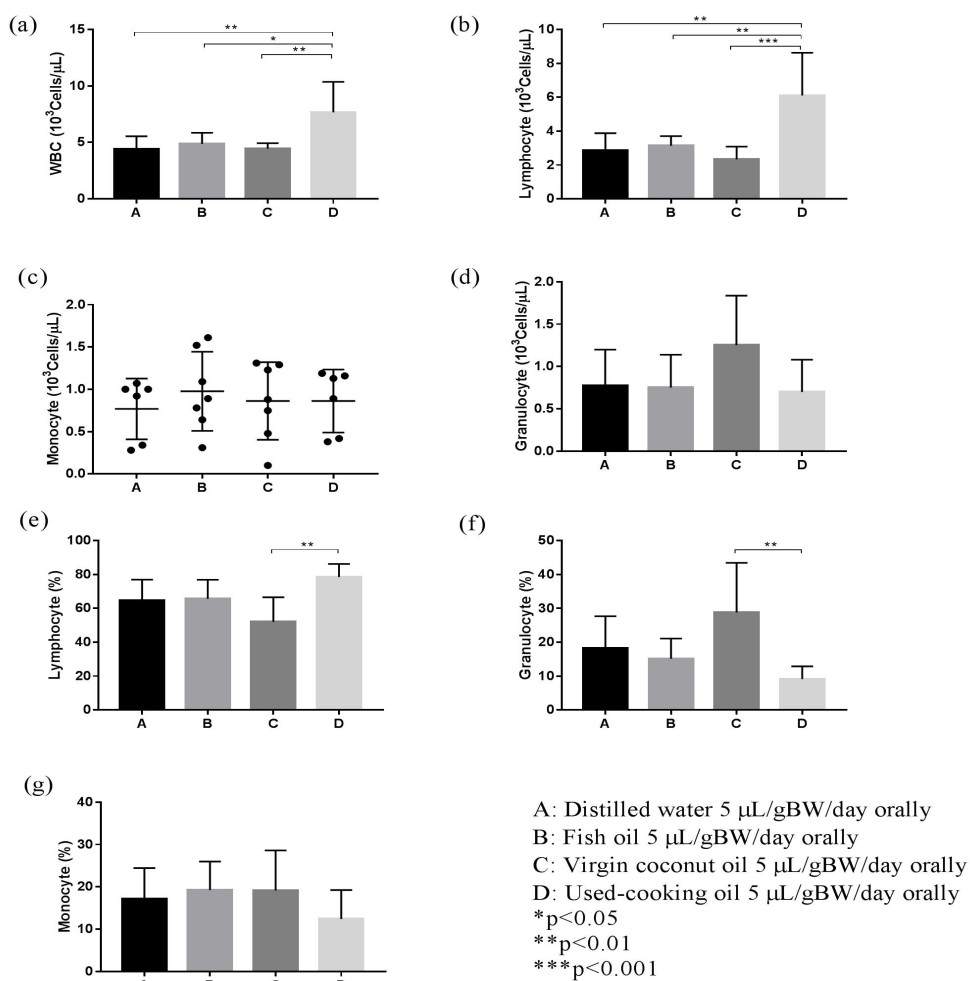 (a)
WBC (10³Cells/µL)
15
10
5
0
**
*
**
A B C D
(b)
Lymphocyte (10³Cells/µL)
10
8
6
4
2
0
**
**
***
A B C D
(c)
Monocyte (10³Cells/µL)
2.0
1.5
1.0
0.5
0.0
A B C D
(d)
Granulocyte (10³Cells/µL)
2.0
1.5
1.0
0.5
0.0
A B C D
(e)
Lymphocyte (%)
100
80
60
40
20
0
**
A B C D
(f)
Granulocyte (%)
50
40
30
20
10
0
**
A B C D
(g)
Monocyte (%)
40
30
20
10
A: Distilled water 5 µL/gBW/day orally
B: Fish oil 5 µL/gBW/day orally
C: Virgin coconut oil 5 µL/gBW/day orally
D: Used-cooking oil 5 µL/gBW/day orally
*p<0.05
**p<0.01
***p<0.001